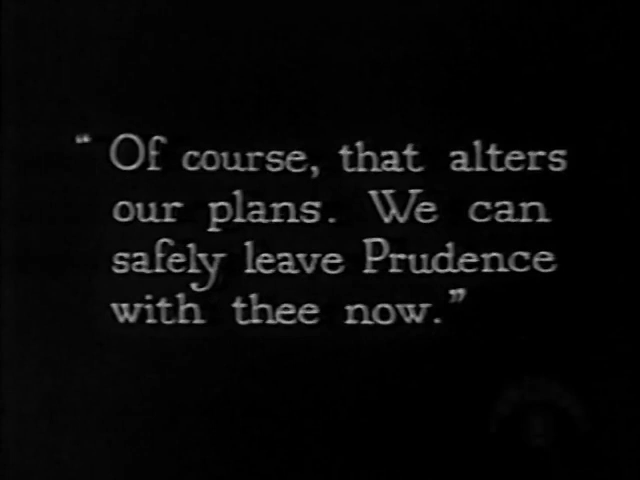 “ Of course, that alters
our plans. We can
safely leave Prudence
with thee now.”